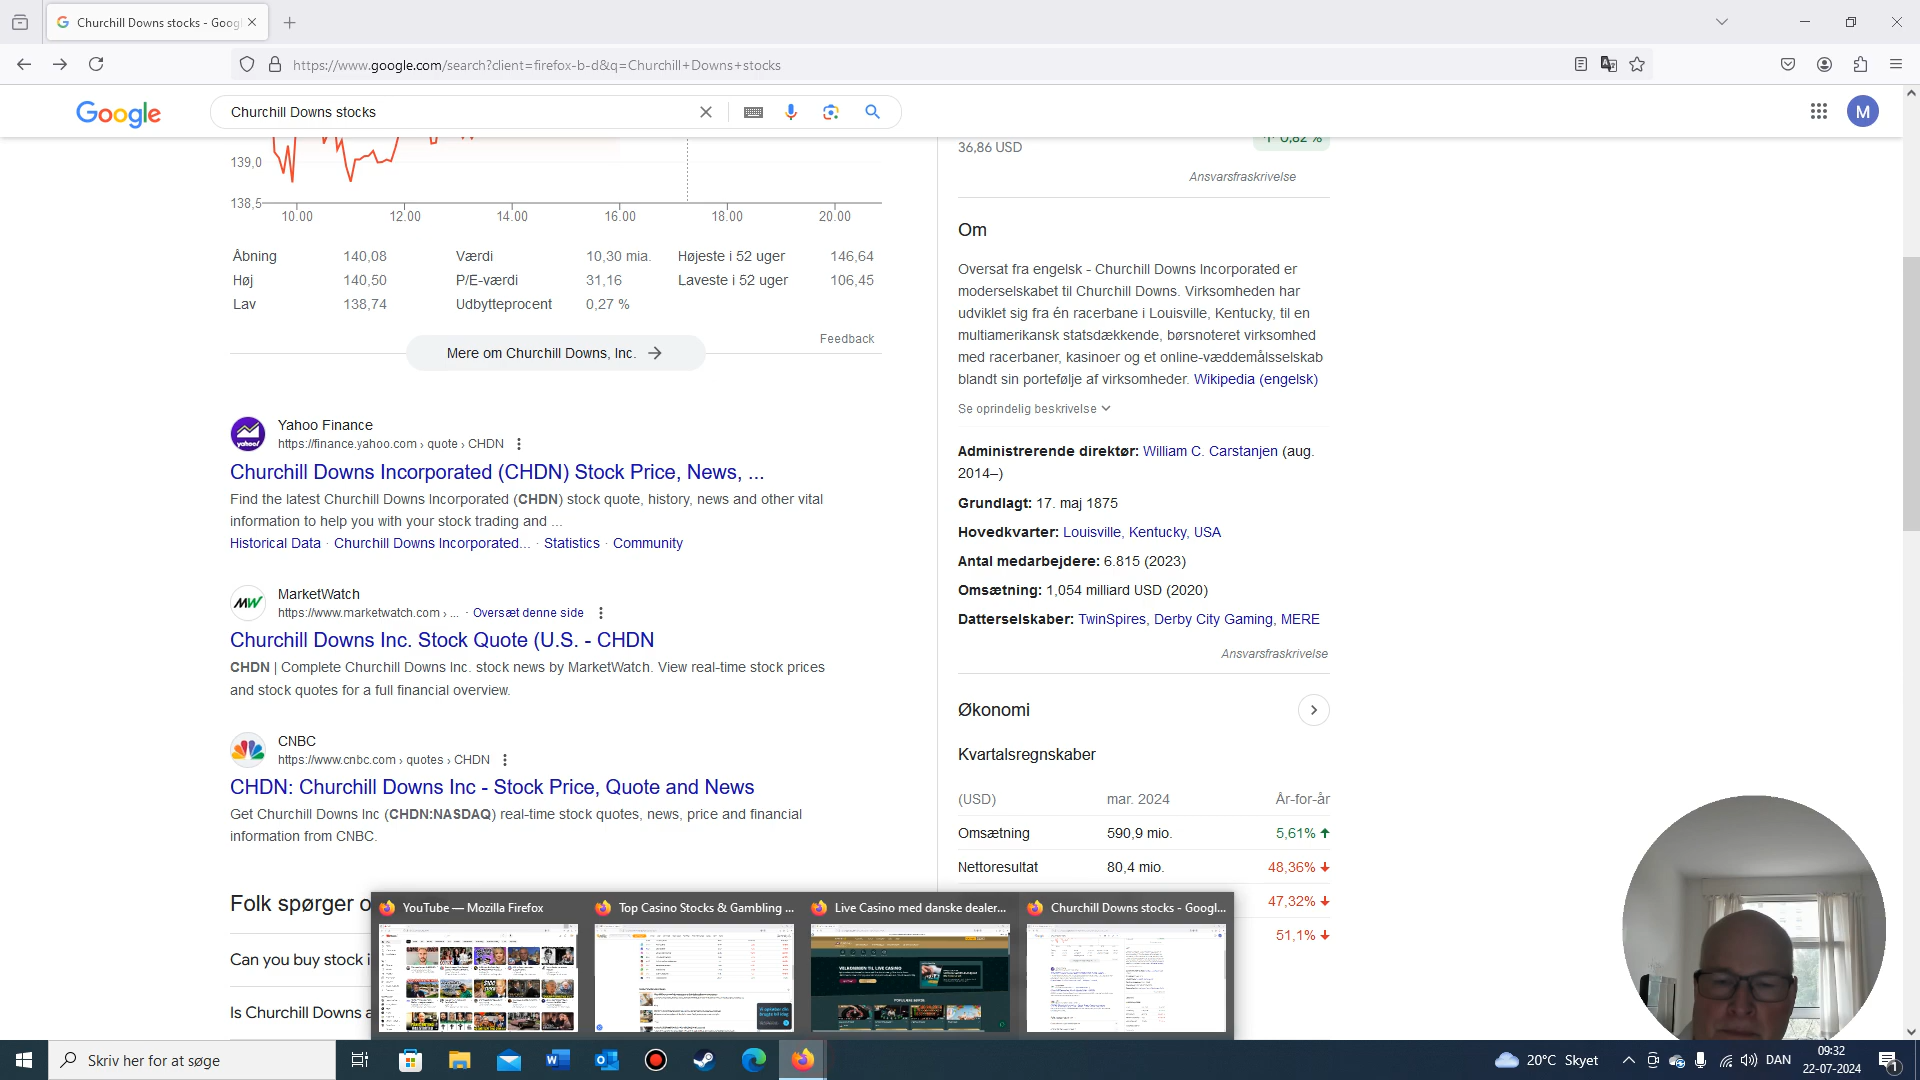 Churchill Downs stocks - Goog
https://www.google.com/search?client=firefox-b-d&q=Churchill+Downs+stocks
Google
Churchill Downs stocks
M
139,0
138,5
10.00 12.00 14.00 16.00 18.00 20.00
Åbning 140,08 Værdi 10,30 mia. Højeste i 52 uger 146,64
Høj 140,50 P/E-værdi 31,16 Laveste i 52 uger 106,45
Lav 138,74 Udbytteprocent 0,27 %
Feedback
Mere om Churchill Downs, Inc.
Yahoo Finance
https://finance.yahoo.com › quote › CHDN
Churchill Downs Incorporated (CHDN) Stock Price, News, ...
Find the latest Churchill Downs Incorporated (CHDN) stock quote, history, news and other vital
information to help you with your stock trading and ...
Historical Data · Churchill Downs Incorporated... · Statistics · Community
MarketWatch
https://www.marketwatch.com › ... · Oversæt denne side
Churchill Downs Inc. Stock Quote (U.S. - CHDN
CHDN | Complete Churchill Downs Inc. stock news by MarketWatch. View real-time stock prices
and stock quotes for a full financial overview.
CNBC
https://www.cnbc.com › quotes › CHDN
CHDN: Churchill Downs Inc - Stock Price, Quote and News
Get Churchill Downs Inc (CHDN:NASDAQ) real-time stock quotes, news, price and financial
information from CNBC.
Folk spørger o
Can you buy stock i
Is Churchill Downs a
36,86 USD
0,82 %
Ansvarsfraskrivelse
Om
Oversat fra engelsk - Churchill Downs Incorporated er
moderselskabet til Churchill Downs. Virksomheden har
udviklet sig fra én racerbane i Louisville, Kentucky, til en
multiamerikansk statsdækkende, børsnoteret virksomhed
med racerbaner, kasinoer og et online-væddemålsselskab
blandt sin portefølje af virksomheder. Wikipedia (engelsk)
Se oprindelig beskrivelse
Administrerende direktør: William C. Carstanjen (aug.
2014–)
Grundlagt: 17. maj 1875
Hovedkvarter: Louisville, Kentucky, USA
Antal medarbejdere: 6.815 (2023)
Omsætning: 1,054 milliard USD (2020)
Datterselskaber: TwinSpires, Derby City Gaming, MERE
Ansvarsfraskrivelse
Økonomi
Kvartalsregnskaber
(USD) mar. 2024 År-for-år
Omsætning 590,9 mio. 5,61%
Nettoresultat 80,4 mio. 48,36%
47,32%
51,1%
YouTube — Mozilla Firefox
Top Casino Stocks & Gambling ...
Live Casino med danske dealer...
Churchill Downs stocks - Googl...
Skriv her for at søge
20°C Skyet
DAN
09:32
22-07-2024
1